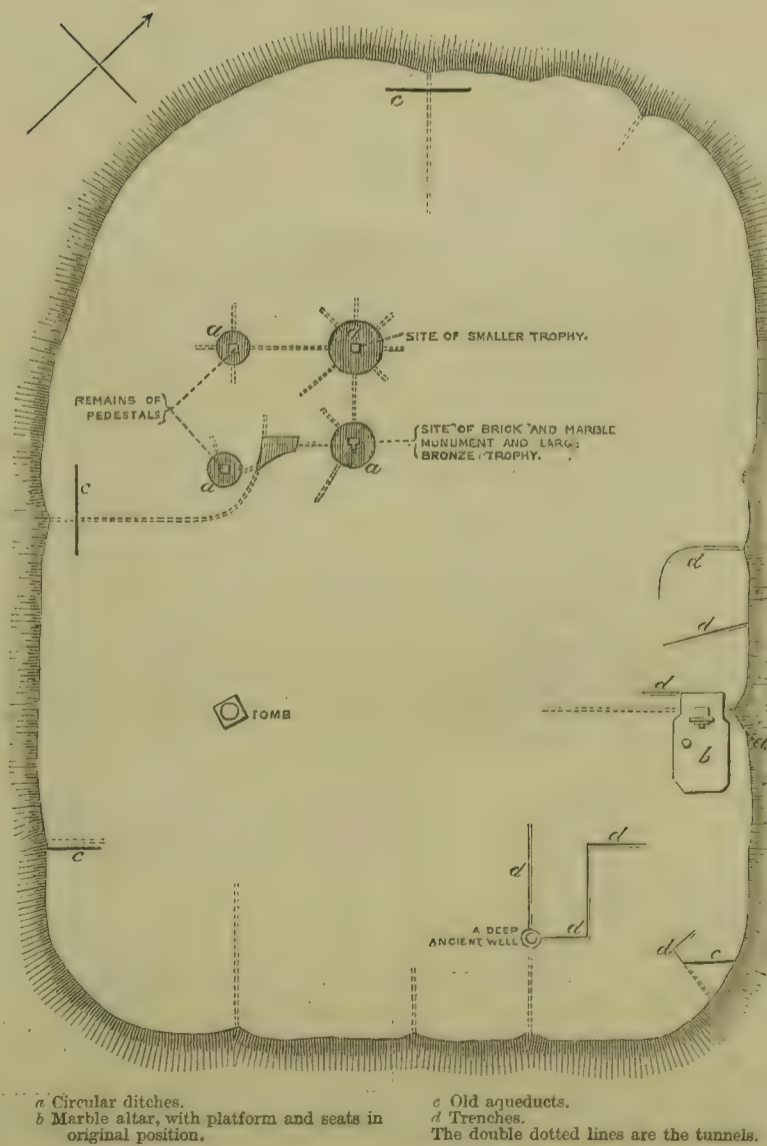 c
a
a
SITE OF SMALLER TROPHY.
REMAINS OF
PEDESTALS
SITE OF BRICK AND MARBLE
MONUMENT AND LARGE
BRONZE TROPHY.
a
a
c
d
d
d
TOMB
b
c
d
d
A DEEP
ANCIENT WELL
d
d
c
a Circular ditches.
b Marble altar, with platform and seats in
original position.
c Old aqueducts.
d Trenches.
The double dotted lines are the tunnels.